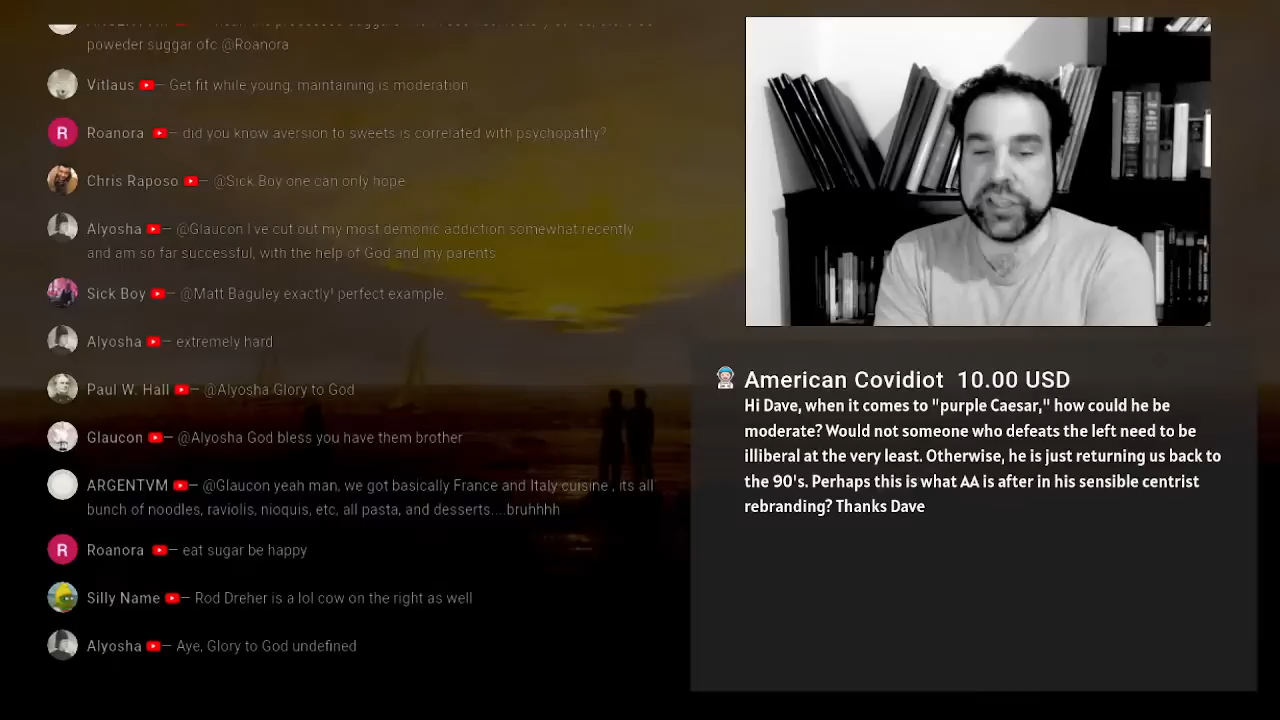 poweder suggar ofc @Roanora
Vitlaus — Get fit while young, maintaining is moderation
R Roanora — did you know aversion to sweets is correlated with psychopathy?
Chris Raposo — @Sick Boy one can only hope
Alyosha — @Glaucon I've cut out my most demonic addiction somewhat recently
and am so far successful, with the help of God and my parents
Sick Boy — @Matt Baguley exactly! perfect example.
Alyosha — extremely hard
Paul W. Hall — @Alyosha Glory to God
Glaucon — @Alyosha God bless you have them brother
ARGENTVM — @Glaucon yeah man, we got basically France and Italy cuisine , its all
bunch of noodles, raviolis, nioquis, etc, all pasta, and desserts....bruhhhh
R Roanora — eat sugar be happy
Silly Name — Rod Dreher is a lol cow on the right as well
Alyosha — Aye, Glory to God undefined
American Covidiot 10.00 USD
Hi Dave, when it comes to "purple Caesar," how could he be
moderate? Would not someone who defeats the left need to be
illiberal at the very least. Otherwise, he is just returning us back to
the 90's. Perhaps this is what AA is after in his sensible centrist
rebranding? Thanks Dave